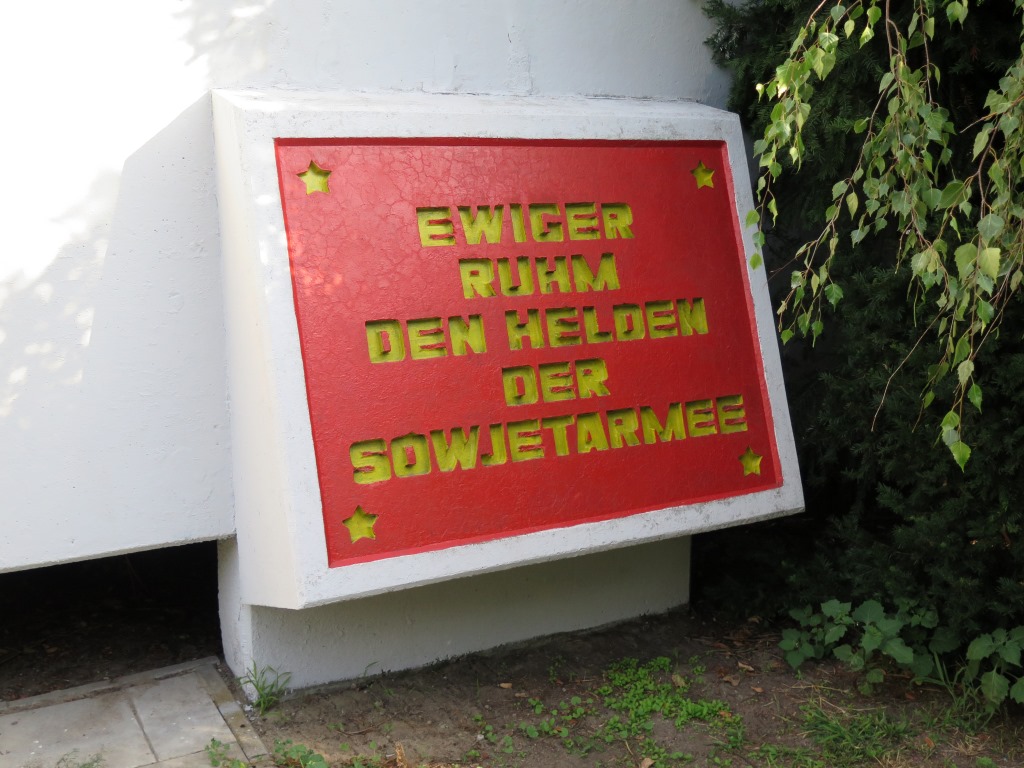 EWIGER
RUHM
DEN HELDEN
DER
SOWJETARMEE